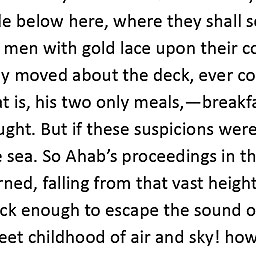 le below here, where they shall s
men with gold lace upon their co
y moved about the deck, ever co
at is, his two only meals,—breakfa
ught. But if these suspicions were
e sea. So Ahab’s proceedings in th
rned, falling from that vast height
ck enough to escape the sound o
eet childhood of air and sky! how